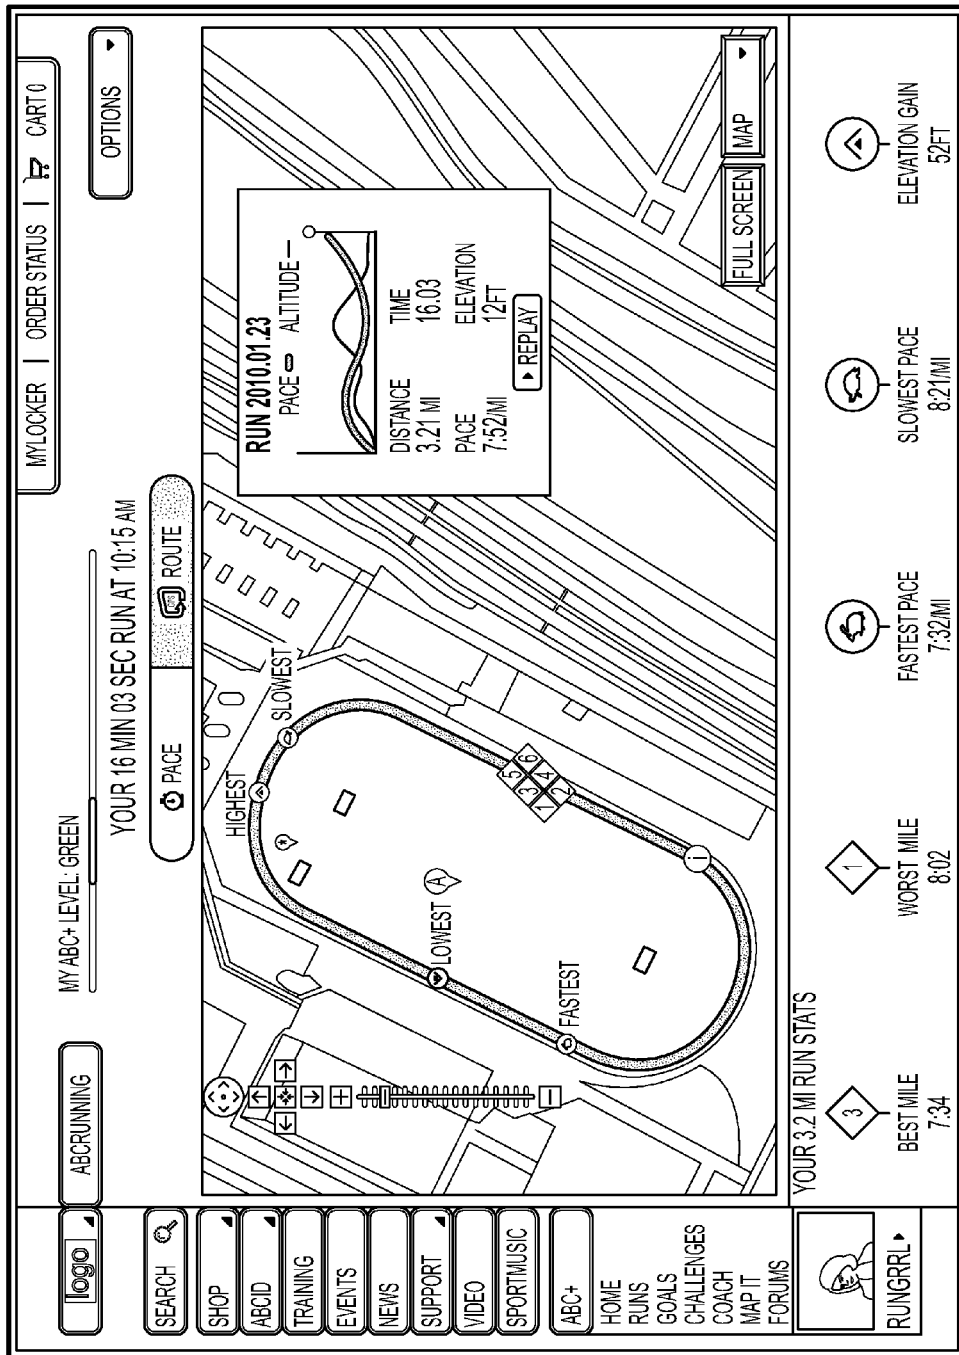 logo
ABCRUNNING
MY ABC+ LEVEL: GREEN
MYLOCKER | ORDER STATUS | CART 0
YOUR 16 MIN 03 SEC RUN AT 10:15 AM
OPTIONS
PACE
GPS ROUTE
SEARCH
SHOP
ABCID
TRAINING
EVENTS
NEWS
SUPPORT
VIDEO
SPORTMUSIC
ABC+
HOME
RUNS
GOALS
CHALLENGES
COACH
MAP IT
FORUMS
RUNGRRL
HIGHEST
SLOWEST
LOWEST
A
FASTEST
1
2
3
4
5
6
i
RUN 2010.01.23
PACE ALTITUDE
DISTANCE TIME
3.21 MI 16.03
PACE ELEVATION
7:52/MI 12FT
REPLAY
FULL SCREEN
MAP
YOUR 3.2 MI RUN STATS
3
BEST MILE
7:34
1
WORST MILE
8:02
FASTEST PACE
7:32/MI
SLOWEST PACE
8:21/MI
ELEVATION GAIN
52FT